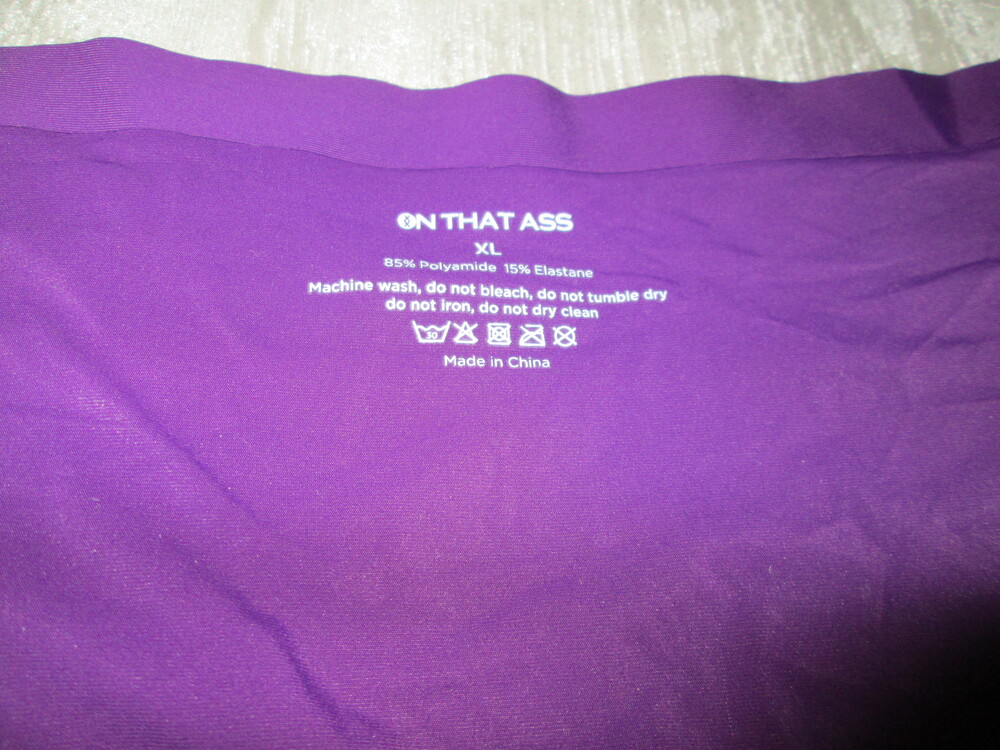 ON THAT ASS
XL
85% Polyamide 15% Elastane
Machine wash, do not bleach, do not tumble dry
do not iron, do not dry clean
30
Made in China